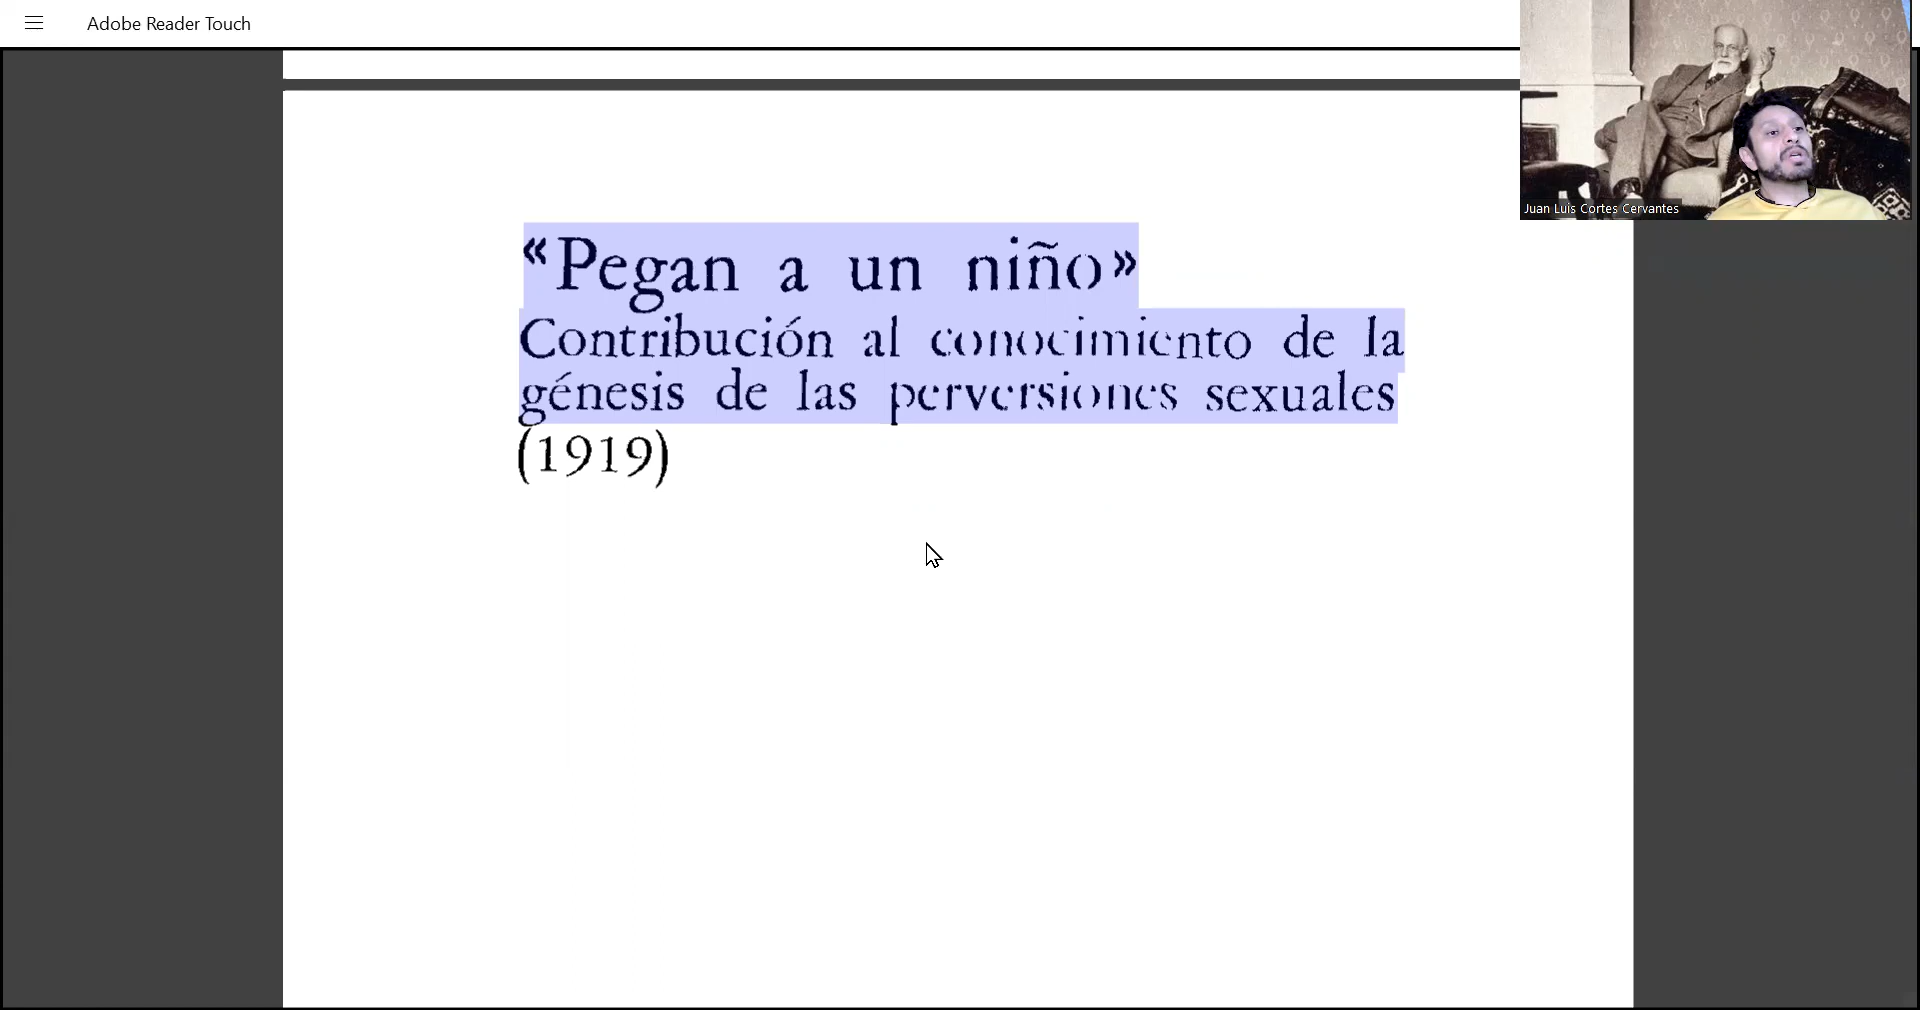 Adobe Reader Touch
Juan Luis Cortes Cervantes
«Pegan a un niño»
Contribución al conocimiento de la
génesis de las perversiones sexuales
(1919)